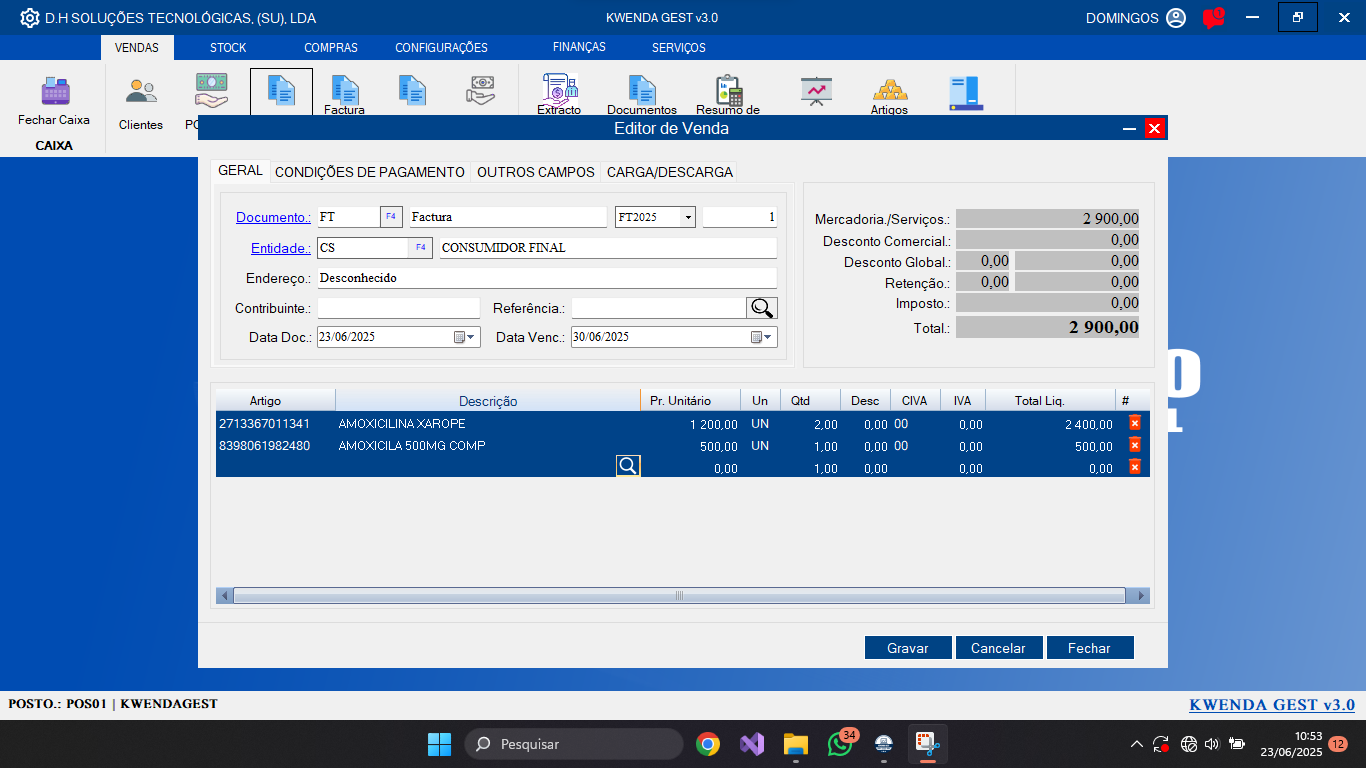 D.H SOLUÇÕES TECNOLÓGICAS, (SU), LDA KWENDA GEST v3.0 DOMINGOS
VENDAS STOCK COMPRAS CONFIGURAÇÕES FINANÇAS SERVIÇOS
Fechar Caixa Clientes Factura Extracto Documentos Resumo de Artigos
CAIXA
Editor de Venda
GERAL CONDIÇÕES DE PAGAMENTO OUTROS CAMPOS CARGA/DESCARGA
Documento.: FT F4 Factura FT2025 1
Entidade.: CS F4 CONSUMIDOR FINAL
Endereço.: Desconhecido
Contribuinte.: Referência.:
Data Doc.: 23/06/2025 Data Venc.: 30/06/2025
Mercadoria./Serviços.: 2 900,00
Desconto Comercial.: 0,00
Desconto Global.: 0,00 0,00
Retenção.: 0,00 0,00
Imposto.: 0,00
Total.: 2 900,00
Artigo Descrição Pr. Unitário Un Qtd Desc CIVA IVA Total Liq. #
2713367011341 AMOXICILINA XAROPE 1 200,00 UN 2,00 0,00 00 0,00 2 400,00
8398061982480 AMOXICILA 500MG COMP 500,00 UN 1,00 0,00 00 0,00 500,00
0,00 1,00 0,00 0,00 0,00
Gravar Cancelar Fechar
POSTO.: POS01 | KWENDAGEST KWENDA GEST v3.0
Pesquisar 34 10:53
23/06/2025 12